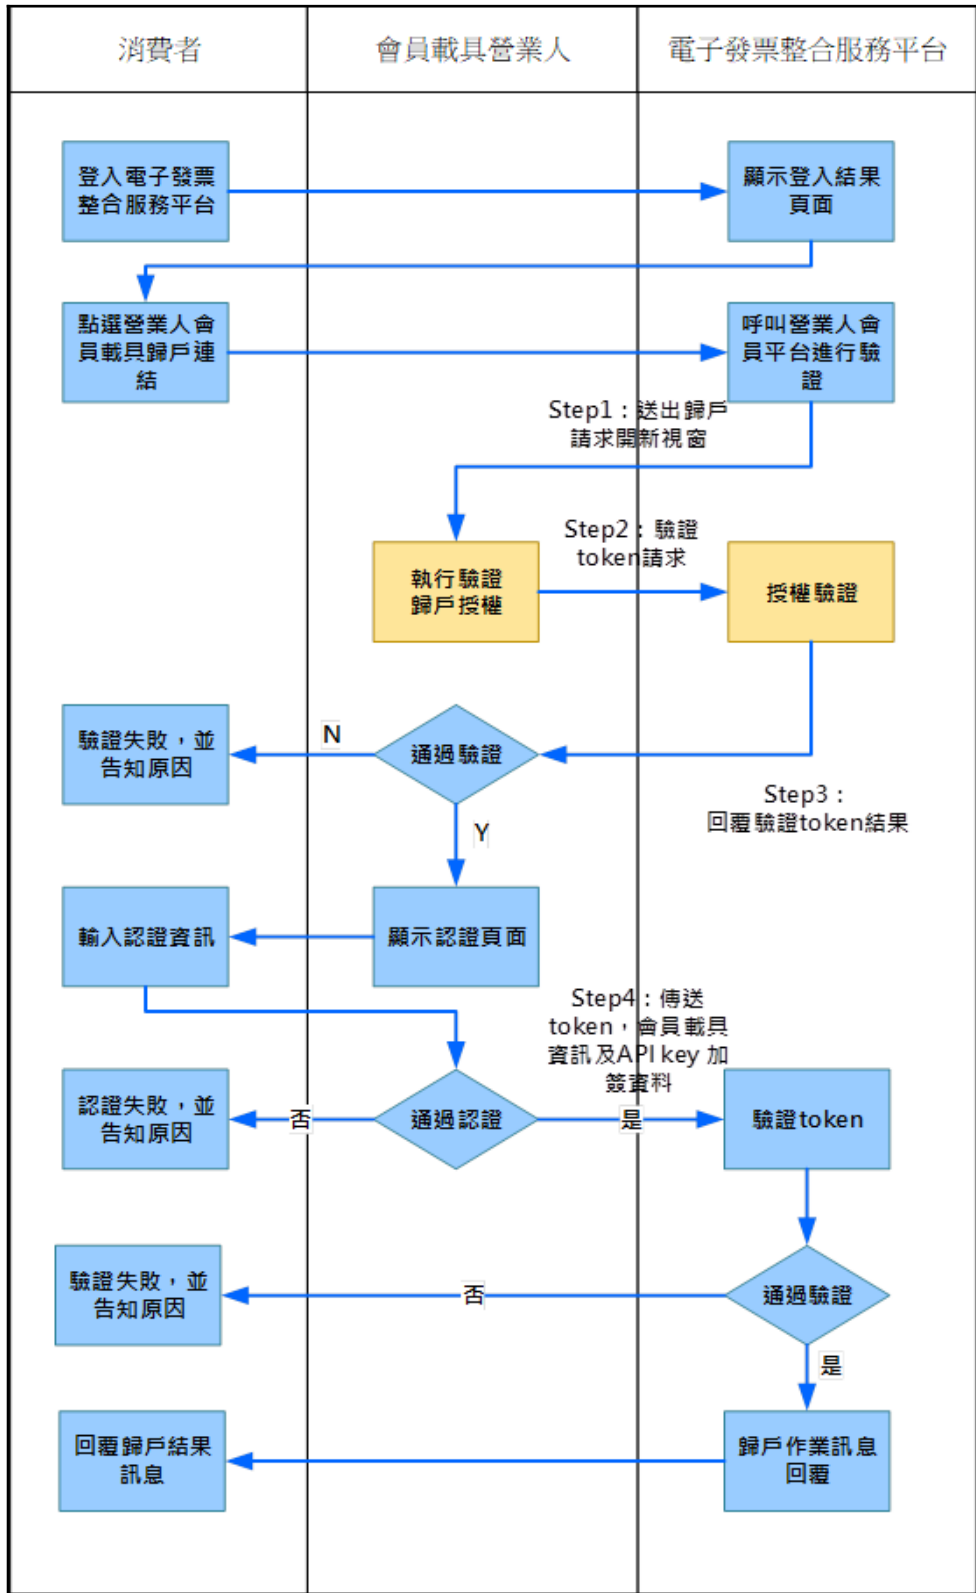 消費者
會員載具營業人
電子發票整合服務平台
登入電子發票
整合服務平台
顯示登入結果
頁面
點選營業人會
員載具歸戶連
結
呼叫營業人會
員平台進行驗
證
Step1：送出歸戶
請求開新視窗
Step2：驗證
token請求
執行驗證
歸戶授權
授權驗證
驗證失敗，並
告知原因
N
通過驗證
Step3：
回覆驗證token結果
Y
輸入認證資訊
顯示認證頁面
Step4：傳送
token，會員載具
資訊及API key 加
簽資料
認證失敗，並
告知原因
否
通過認證
是
驗證token
驗證失敗，並
告知原因
否
通過驗證
是
回覆歸戶結果
訊息
歸戶作業訊息
回覆